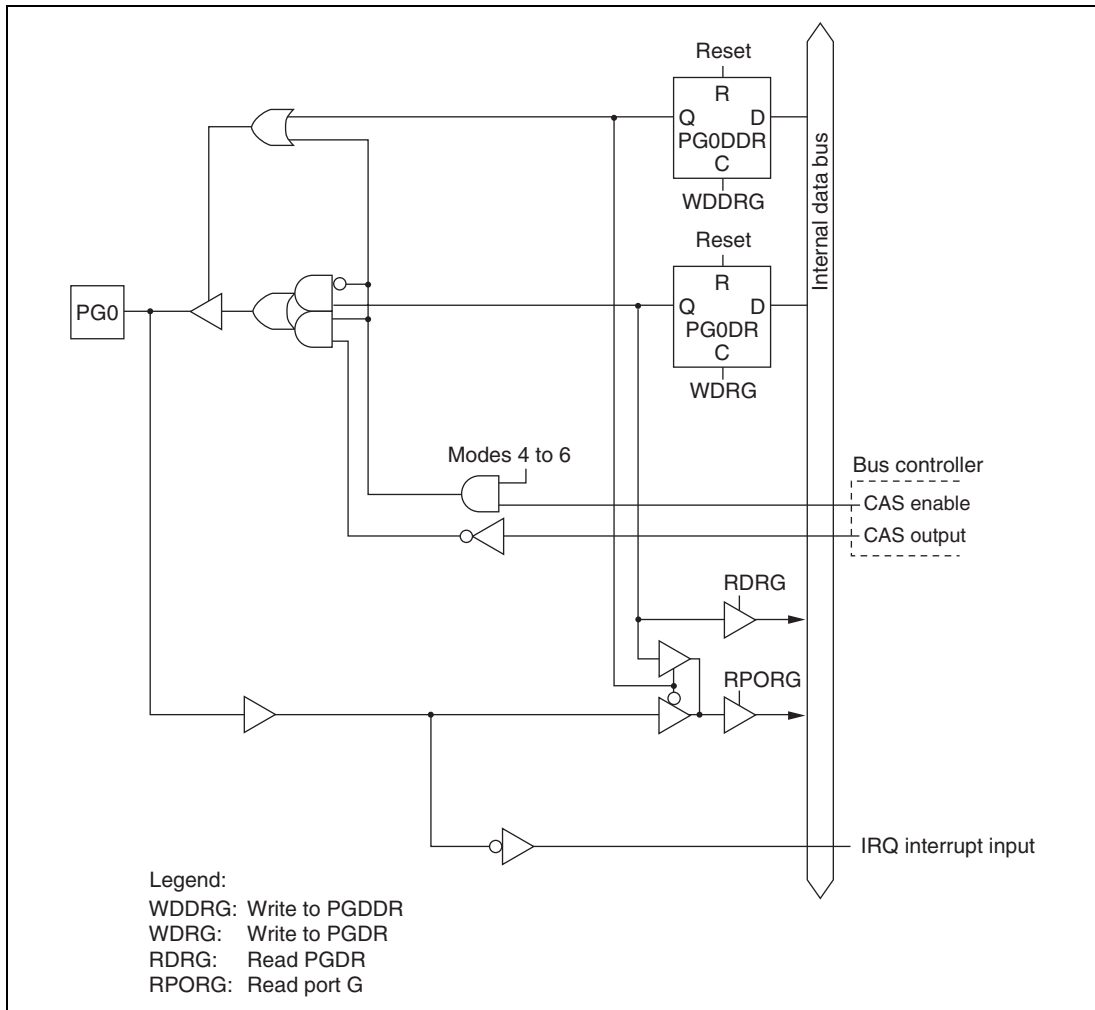 Reset
R
Q D
PG0DDR
C
WDDRG
Reset
R
Q D
PG0DR
C
WDRG
Internal data bus
PG0
Modes 4 to 6
Bus controller
CAS enable
CAS output
RDRG
RPORG
IRQ interrupt input
Legend:
WDDRG: Write to PGDDR
WDRG: Write to PGDR
RDRG: Read PGDR
RPORG: Read port G